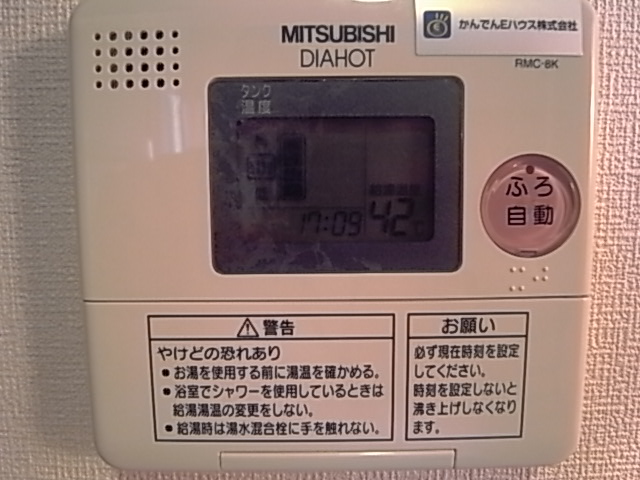 かんでんEハウス株式会社
MITSUBISHI
DIAHOT
RMC-8K
タンク
温度
17:09 42℃
ふろ
自動
警告
やけどの恐れあり
● お湯を使用する前に湯温を確かめる。
● 浴室でシャワーを使用しているときは
給湯湯温の変更をしない。
● 給湯時は湯水混合栓に手を触れない。
お願い
必ず現在時刻を設定
してください。
時刻を設定しないと
沸き上げしなくなり
ます。